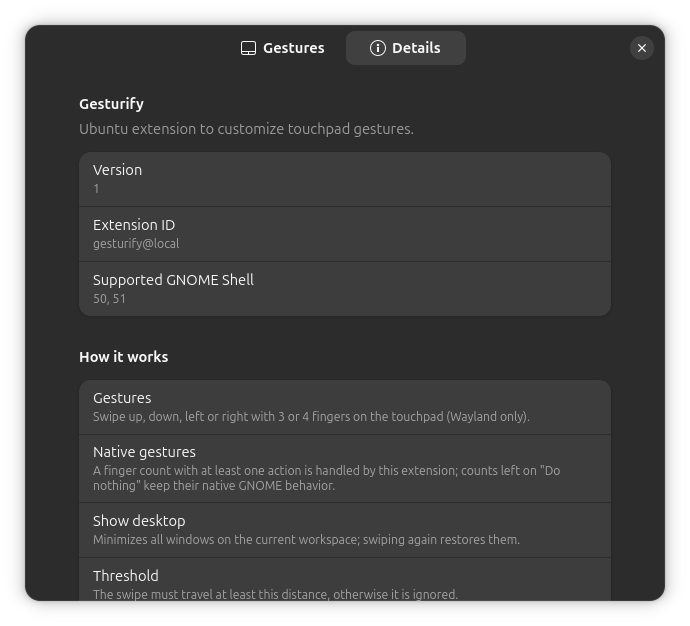 Gestures
Details
Gesturify
Ubuntu extension to customize touchpad gestures.
Version
1
Extension ID
gesturify@local
Supported GNOME Shell
50, 51
How it works
Gestures
Swipe up, down, left or right with 3 or 4 fingers on the touchpad (Wayland only).
Native gestures
A finger count with at least one action is handled by this extension; counts left on "Do
nothing" keep their native GNOME behavior.
Show desktop
Minimizes all windows on the current workspace; swiping again restores them.
Threshold
The swipe must travel at least this distance, otherwise it is ignored.